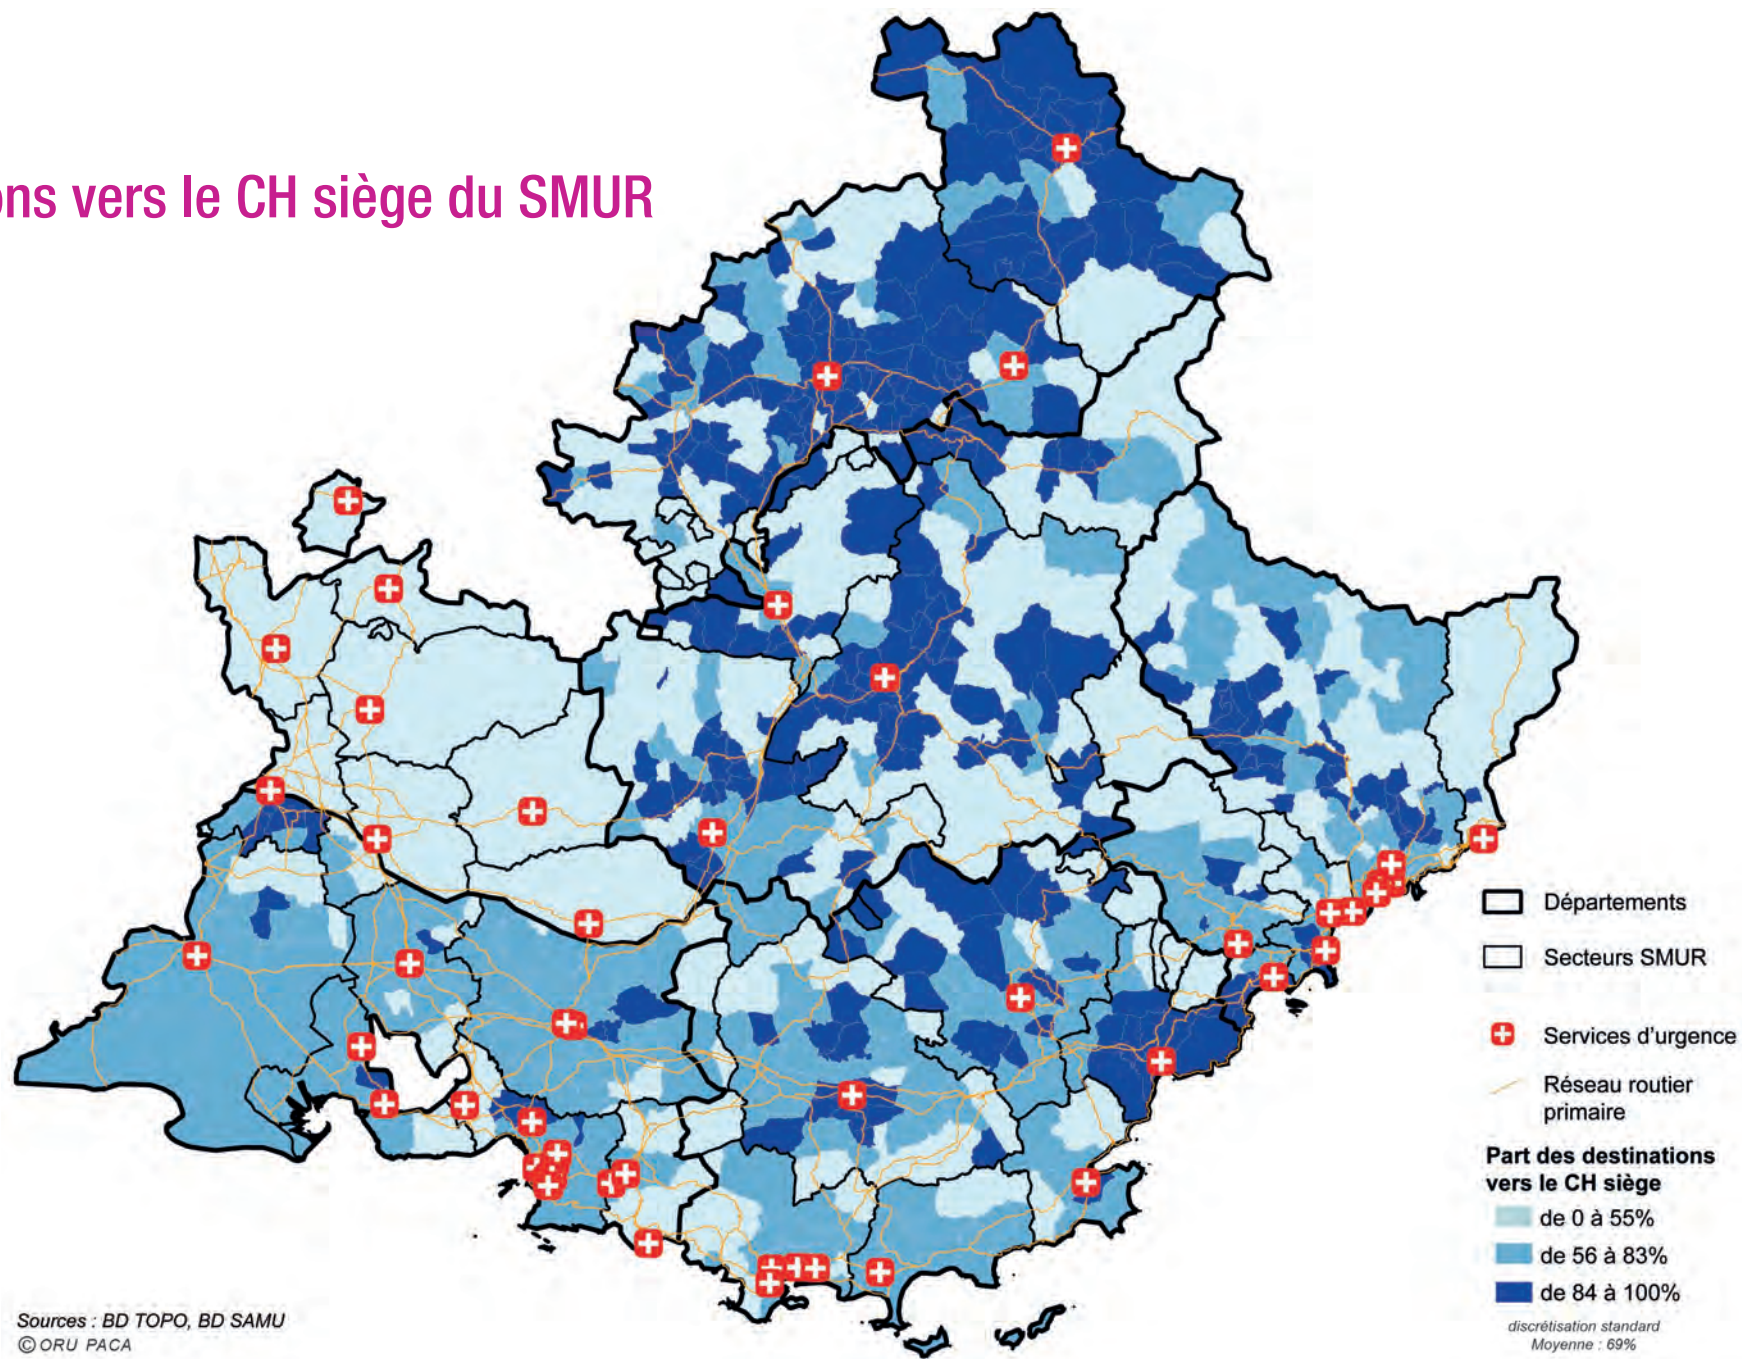 ons vers le CH siège du SMUR
Départements
Secteurs SMUR
Services d'urgence
Réseau routier
primaire
Part des destinations
vers le CH siège
de 0 à 55%
de 56 à 83%
de 84 à 100%
discrétisation standard
Moyenne : 69%
Sources : BD TOPO, BD SAMU
© ORU PACA